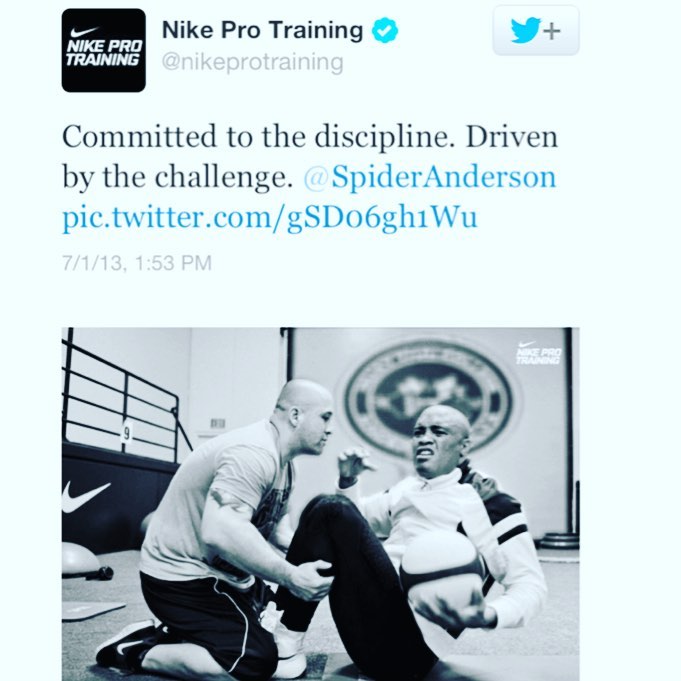 NIKE PRO
TRAINING
Nike Pro Training
@nikeprotraining
Committed to the discipline. Driven
by the challenge. @SpiderAnderson
pic.twitter.com/gSD06gh1Wu
7/1/13, 1:53 PM
NIKE PRO
TRAINING
9